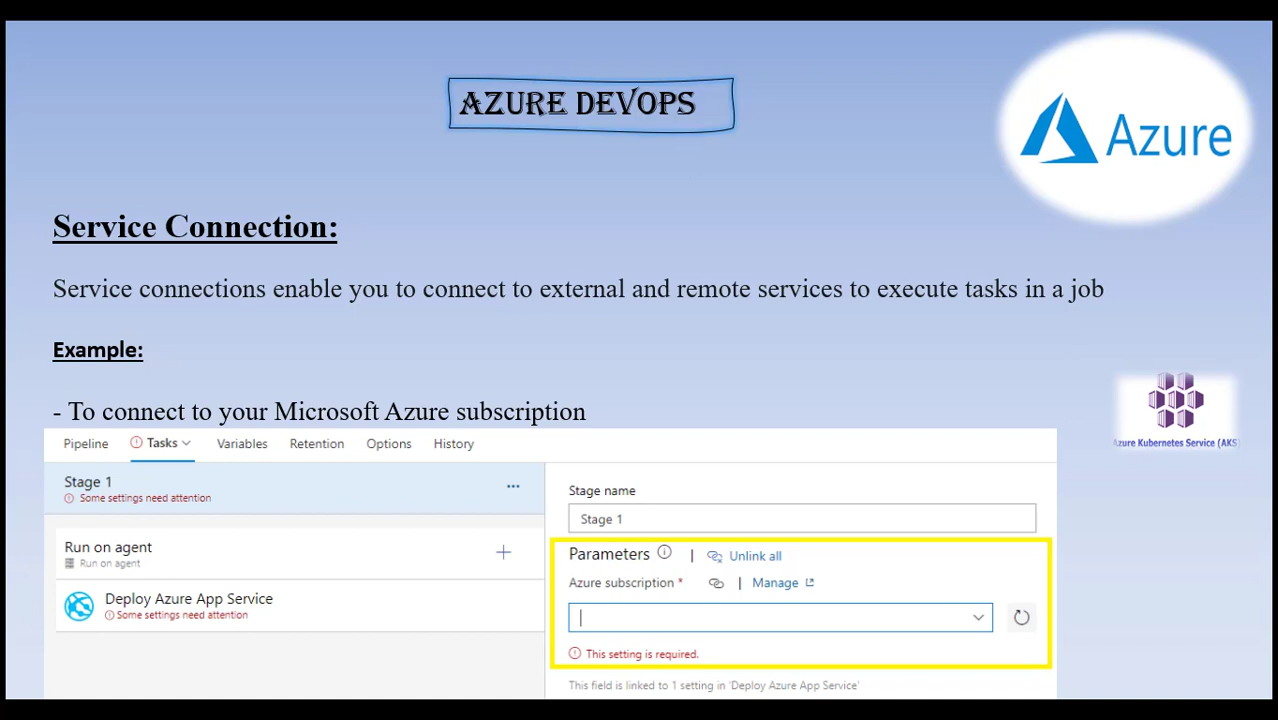 AZURE DEVOPS
Azure
Service Connection:
Service connections enable you to connect to external and remote services to execute tasks in a job
Example:
- To connect to your Microsoft Azure subscription
Azure Kubernetes Service (AKS
Pipeline Tasks Variables Retention Options History
Stage 1
Some settings need attention
...
Run on agent
Run on agent
Deploy Azure App Service
Some settings need attention
Stage name
Stage 1
Parameters | Unlink all
Azure subscription * | Manage
This setting is required.
This field is linked to 1 setting in 'Deploy Azure App Service'